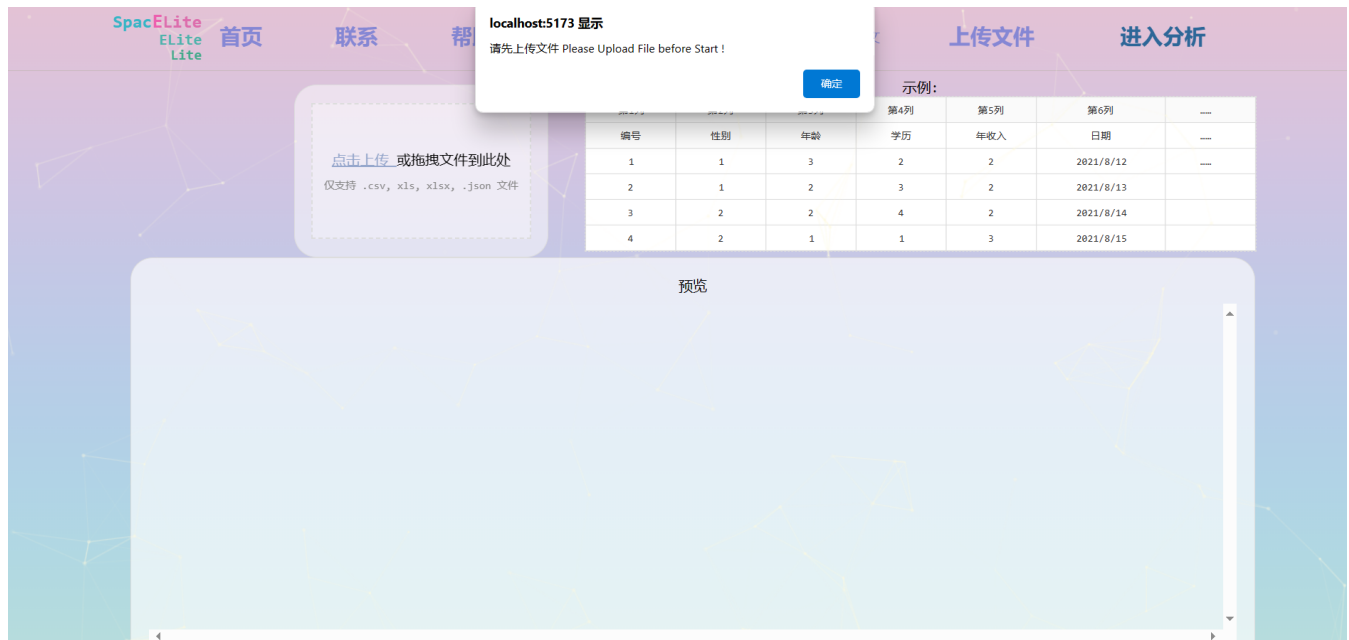 SpacELite
ELite
Lite
首页
联系
上传文件
进入分析
localhost:5173 显示
请先上传文件 Please Upload File before Start !
确定
示例：
点击上传 或拖拽文件到此处
仅支持 .csv, xls, xlsx, .json 文件
第4列 第5列 第6列 ……
编号 性别 年龄 学历 年收入 日期 ……
1 1 3 2 2 2021/8/12 ……
2 1 2 3 2 2021/8/13
3 2 2 4 2 2021/8/14
4 2 1 1 3 2021/8/15
预览